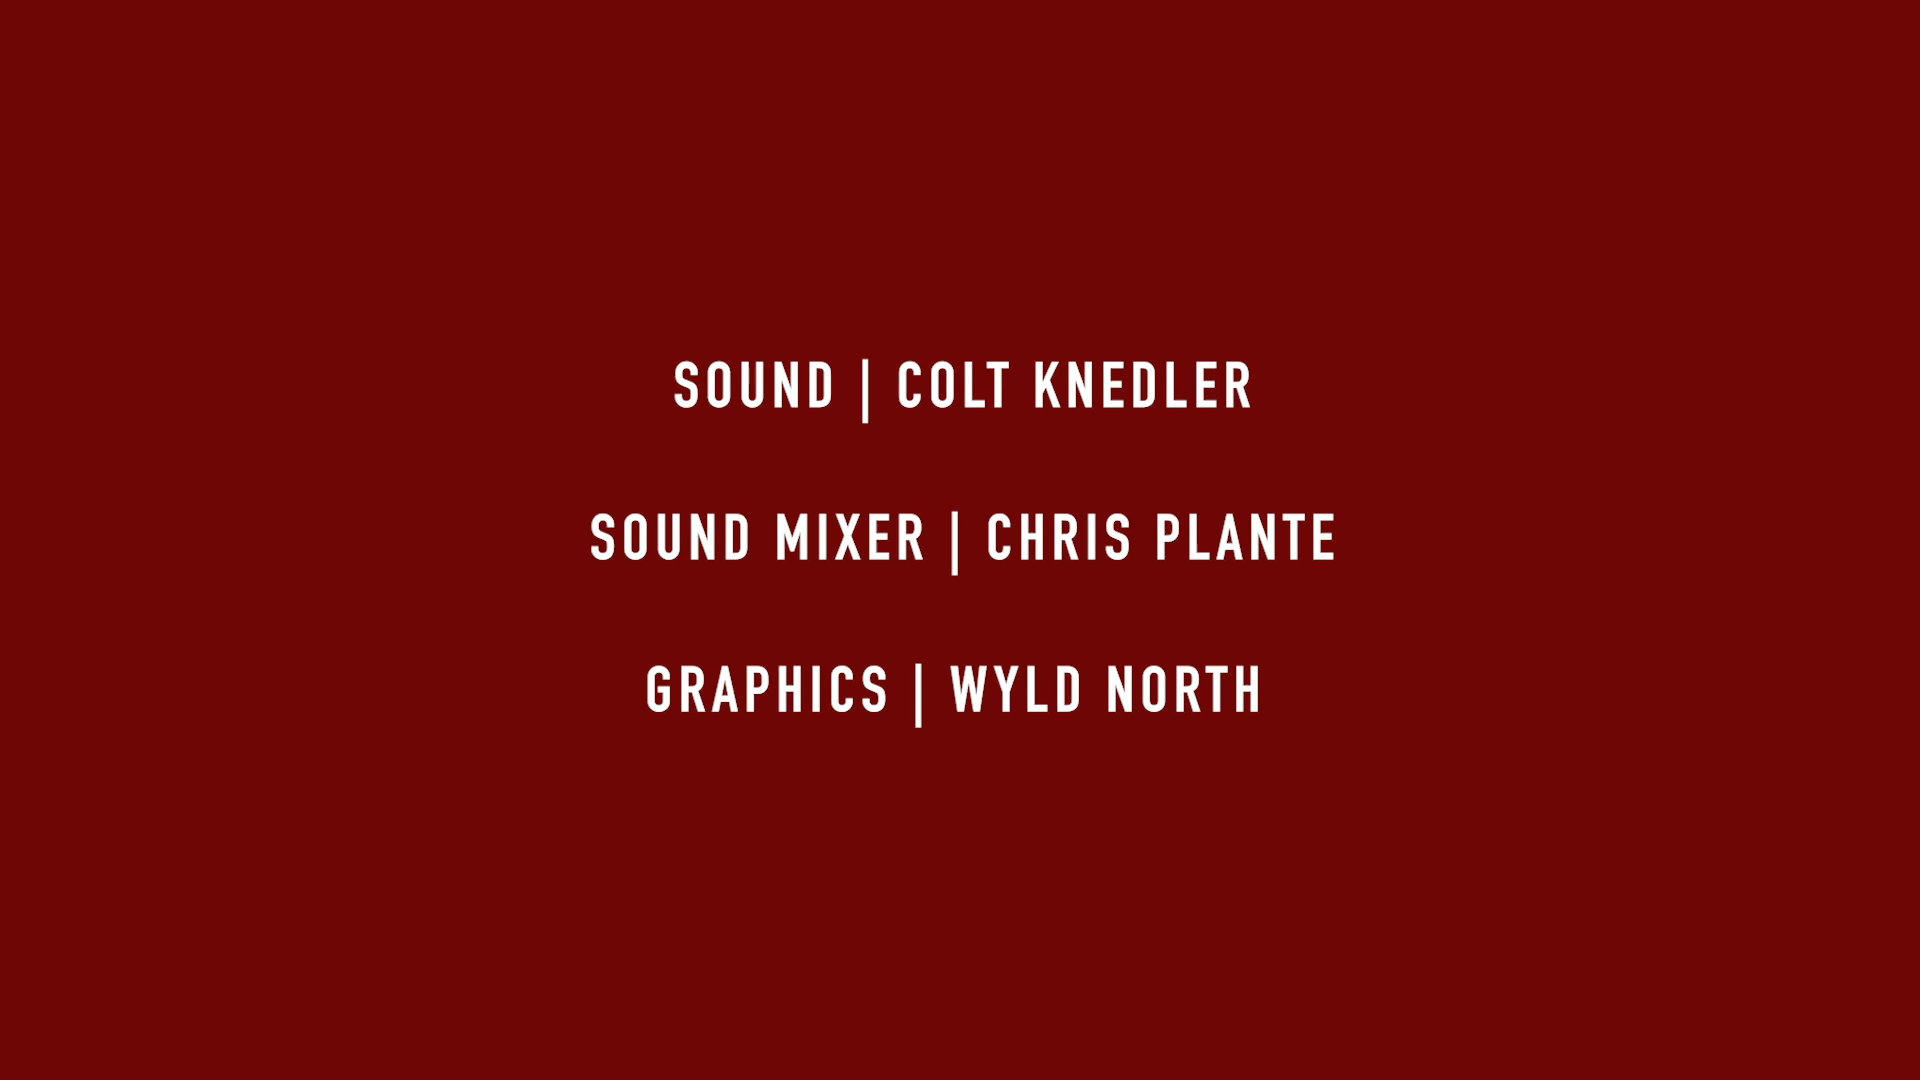 SOUND | COLT KNEDLER
SOUND MIXER | CHRIS PLANTE
GRAPHICS | WYLD NORTH